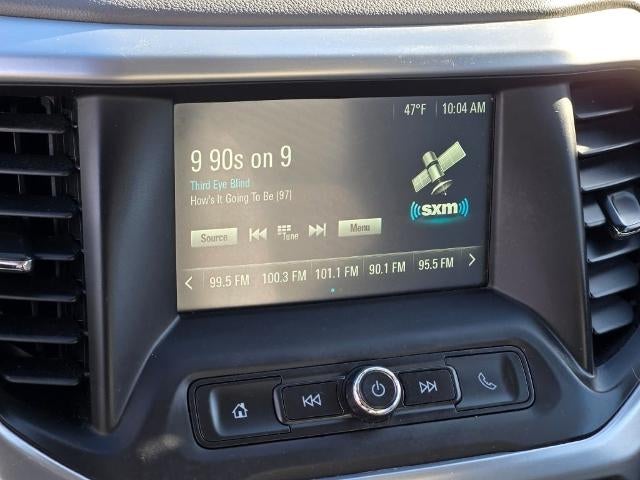 47°F 10:04 AM
9 90s on 9
Third Eye Blind
How's It Going To Be (97)
sxm
Source Tune Menu
99.5 FM 100.3 FM 101.1 FM 90.1 FM 95.5 FM